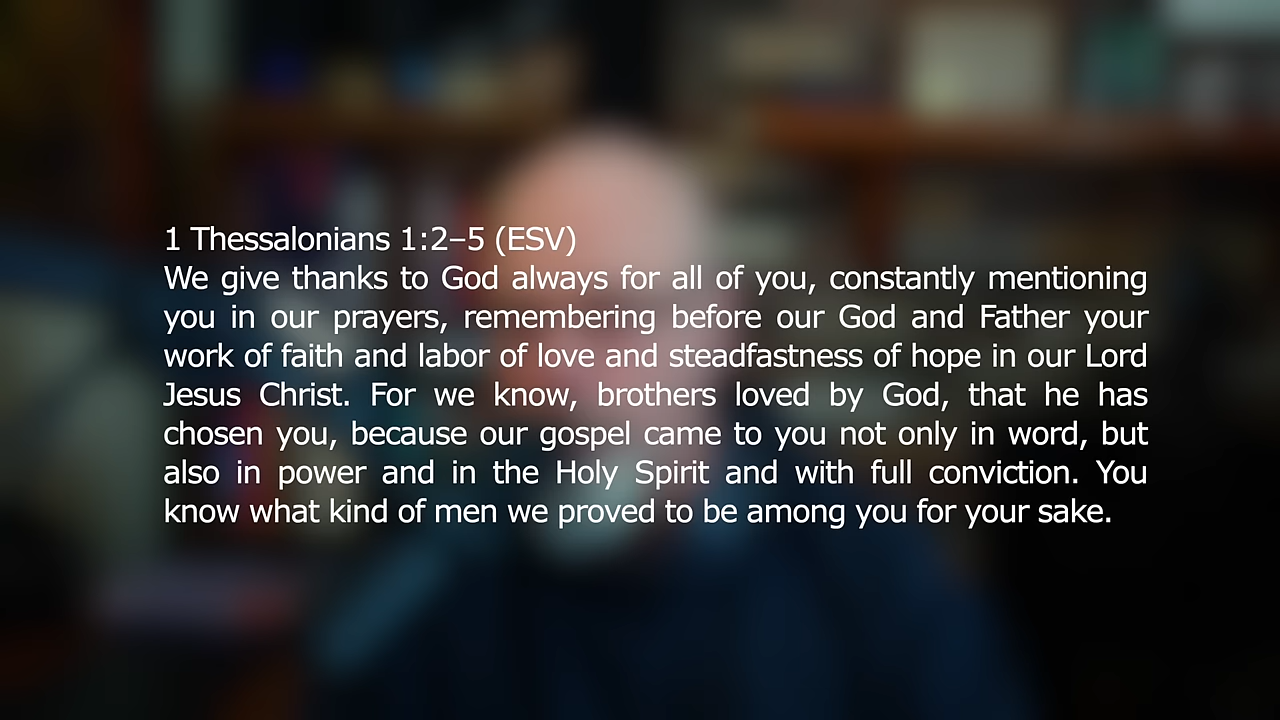 1 Thessalonians 1:2–5 (ESV)
We give thanks to God always for all of you, constantly mentioning
you in our prayers, remembering before our God and Father your
work of faith and labor of love and steadfastness of hope in our Lord
Jesus Christ. For we know, brothers loved by God, that he has
chosen you, because our gospel came to you not only in word, but
also in power and in the Holy Spirit and with full conviction. You
know what kind of men we proved to be among you for your sake.